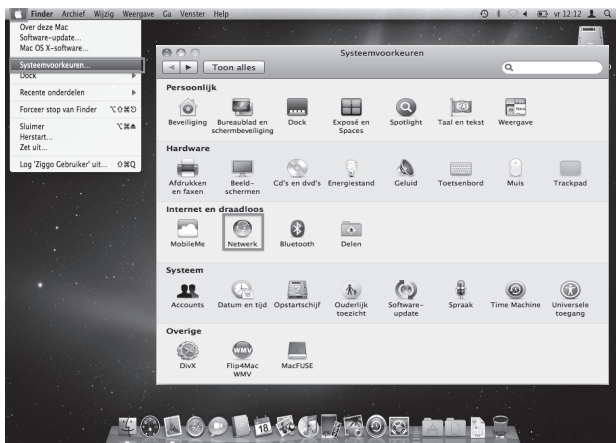 Finder Archief Wijzig Weergave Ga Venster Help
vr 12:12
Over deze Mac
Software-update...
Mac OS X-software...
Systeemvoorkeuren...
Dock
Recente onderdelen
Forceer stop van Finder ⌥⇧⌘⎋
Sluimer ⌥⌘⏏
Herstart...
Zet uit...
Log 'Ziggo Gebruiker' uit... ⇧⌘Q
Systeemvoorkeuren
Toon alles
Persoonlijk
Beveiliging
Bureaublad en
schermbeveiliging
Dock
Exposé en
Spaces
Spotlight
Taal en tekst
Weergave
Hardware
Afdrukken
en faxen
Beeld-
schermen
Cd's en dvd's
Energiestand
Geluid
Toetsenbord
Muis
Trackpad
Internet en draadloos
MobileMe
Netwerk
Bluetooth
Delen
Systeem
Accounts
Datum en tijd
Opstartschijf
Ouderlijk
toezicht
Software-
update
Spraak
Time Machine
Universele
toegang
Overige
WMV
DivX
Flip4Mac
WMV
MacFUSE
18